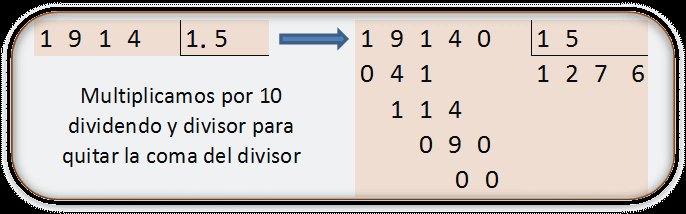 1 9 1 4 1. 5
Multiplicamos por 10
dividendo y divisor para
quitar la coma del divisor
1 9 1 4 0 1 5
0 4 1 1 2 7 6
1 1 4
0 9 0
0 0